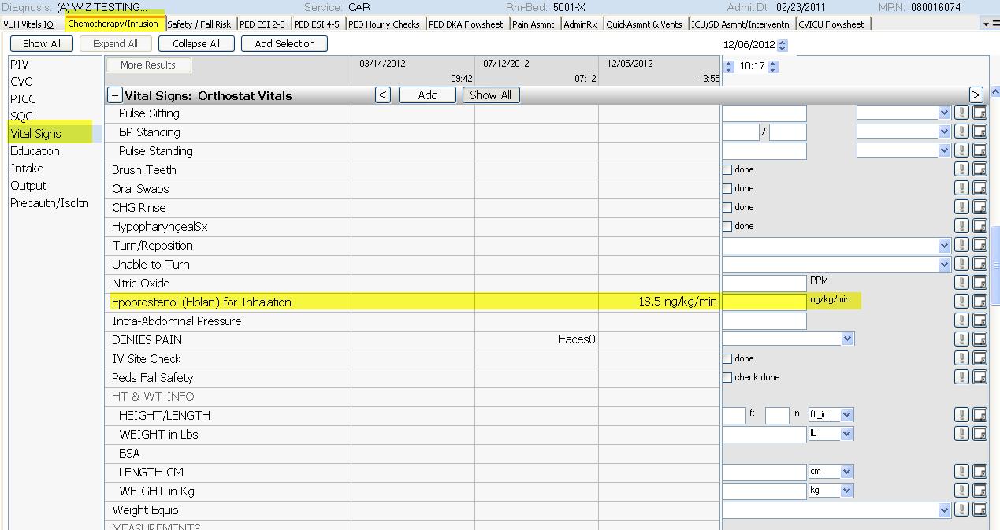 Diagnosis: (A) WIZ TESTING... Service: CAR Rm-Bed: 5001-X Admit Dt: 02/23/2011 MRN: 080016074
VUH Vitals IO Chemotherapy/Infusion Safety / Fall Risk PED ESI 2-3 PED ESI 4-5 PED Hourly Checks PED DKA Flowsheet Pain Asmnt AdminRx QuickAsmnt & Vents ICU/SD Asmnt/Interventn CVICU Flowsheet
Show All Expand All Collapse All Add Selection 12/06/2012
PIV
CVC
PICC
SQC
Vital Signs
Education
Intake
Output
Precautn/Isoltn
More Results 03/14/2012 07/12/2012 12/05/2012 10:17
09:42 07:12 13:55
− Vital Signs: Orthostat Vitals < Add Show All >
Pulse Sitting
BP Standing /
Pulse Standing
Brush Teeth done
Oral Swabs done
CHG Rinse done
HypopharyngealSx done
Turn/Reposition
Unable to Turn
Nitric Oxide PPM
Epoprostenol (Flolan) for Inhalation 18.5 ng/kg/min ng/kg/min
Intra-Abdominal Pressure
DENIES PAIN Faces0
IV Site Check done
Peds Fall Safety check done
HT & WT INFO
HEIGHT/LENGTH ft in ft_in
WEIGHT in Lbs lb
BSA
LENGTH CM cm
WEIGHT in Kg kg
Weight Equip
MEASUREMENTS